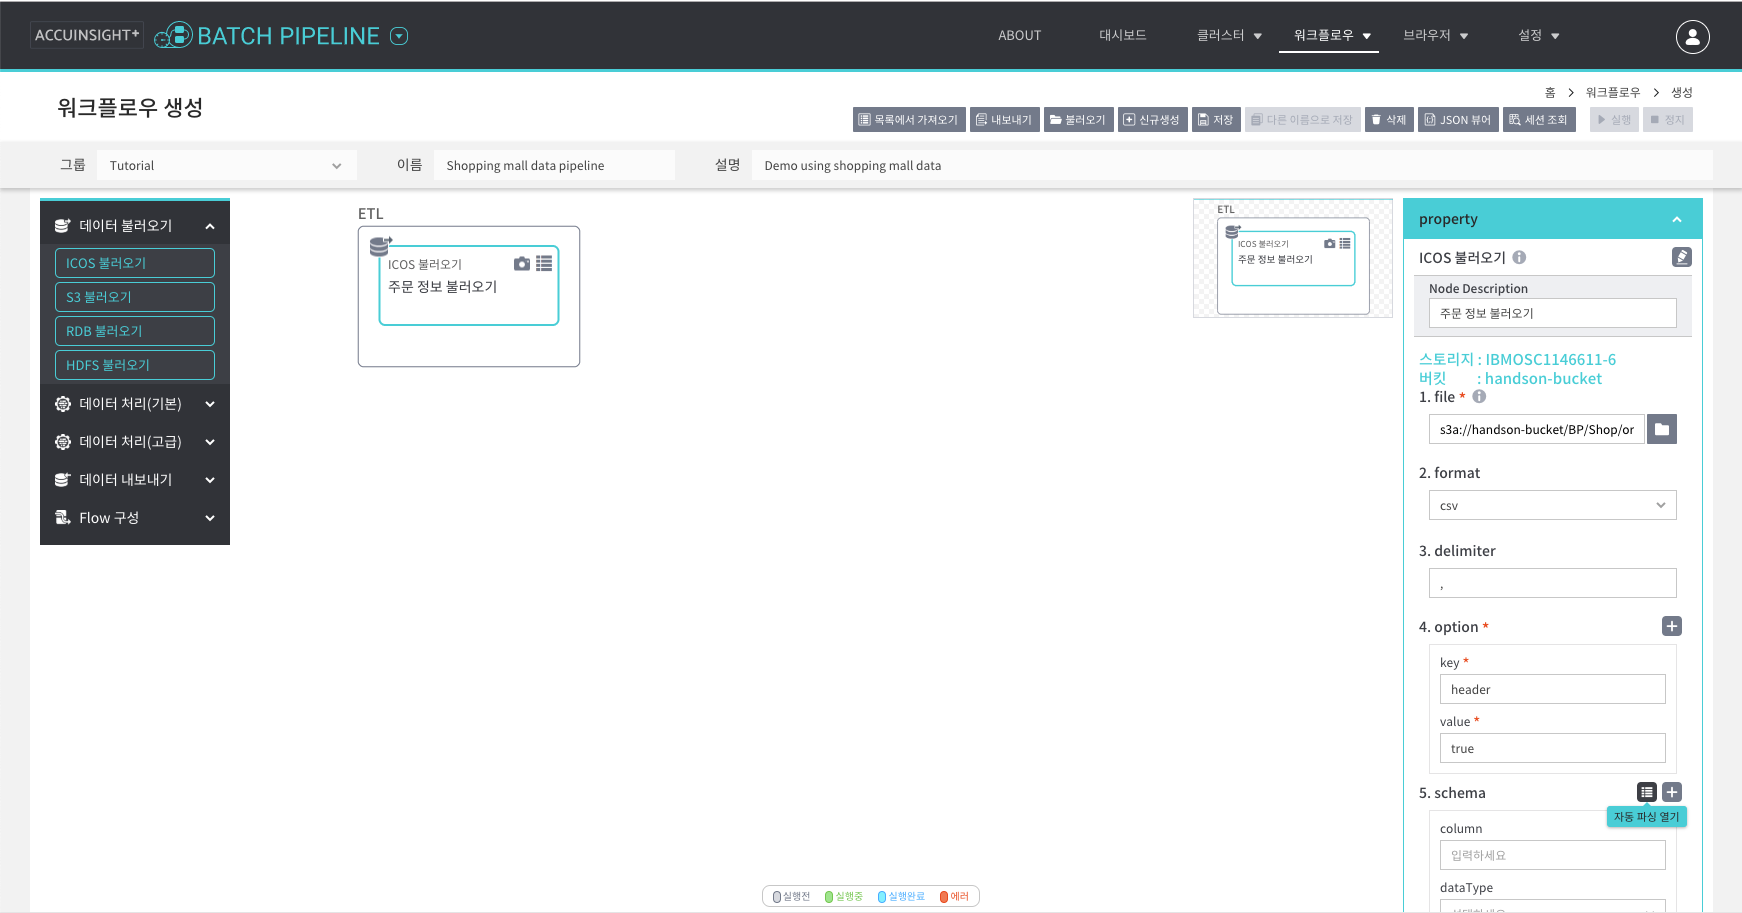 ACCUINSIGHT+
BATCH PIPELINE
ABOUT
대시보드
클러스터
워크플로우
브라우저
설정
워크플로우 생성
홈 > 워크플로우 > 생성
목록에서 가져오기
내보내기
불러오기
신규생성
저장
다른 이름으로 저장
삭제
JSON 뷰어
세션 조회
실행
정지
그룹
Tutorial
이름
Shopping mall data pipeline
설명
Demo using shopping mall data
데이터 불러오기
ICOS 불러오기
S3 불러오기
RDB 불러오기
HDFS 불러오기
데이터 처리(기본)
데이터 처리(고급)
데이터 내보내기
Flow 구성
ETL
ICOS 불러오기
주문 정보 불러오기
ETL
ICOS 불러오기
주문 정보 불러오기
property
ICOS 불러오기
Node Description
주문 정보 불러오기
스토리지 : IBMOSC1146611-6
버킷 : handson-bucket
1. file *
s3a://handson-bucket/BP/Shop/or
2. format
csv
3. delimiter
,
4. option *
key *
header
value *
true
5. schema
자동 파싱 열기
column
입력하세요
dataType
실행전
실행중
실행완료
에러